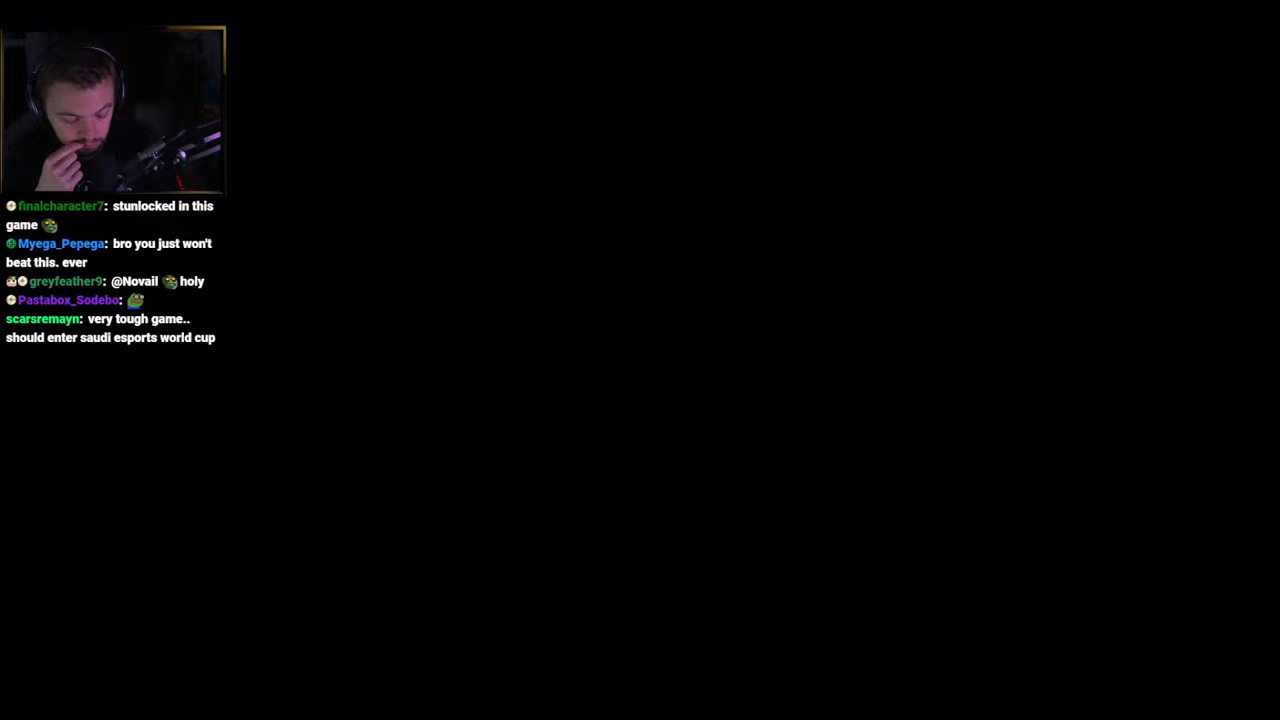 finalcharacter7: stunlocked in this
game
Myega_Pepega: bro you just won't
beat this. ever
greyfeather9: @Novail holy
Pastabox_Sodebo:
scarsremayn: very tough game..
should enter saudi esports world cup